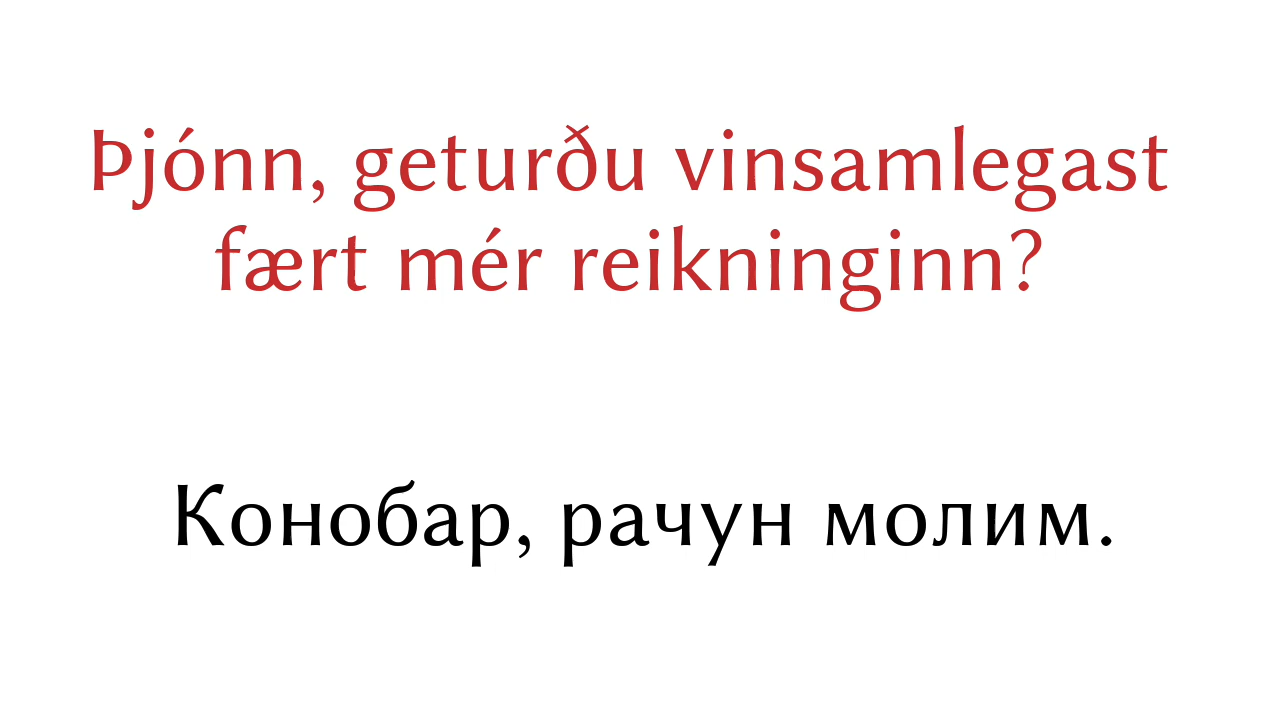 Þjónn, geturðu vinsamlegast
fært mér reikninginn?
Конобар, рачун молим.